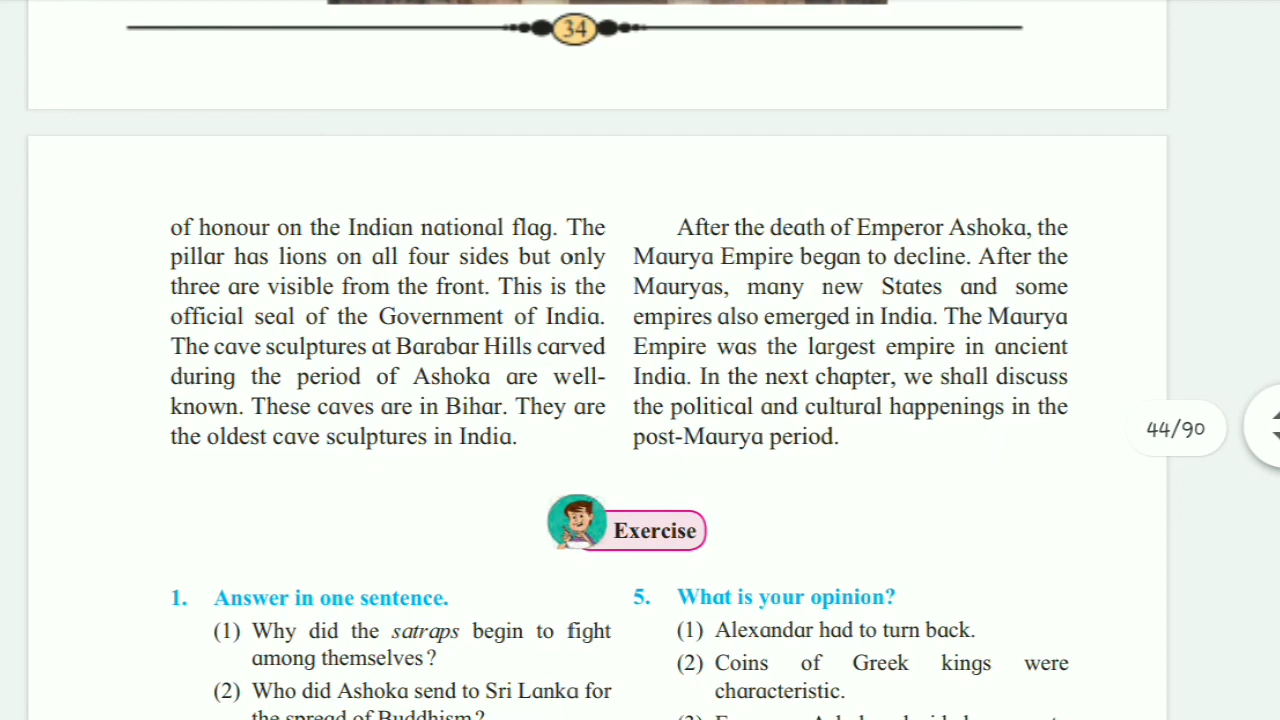 34
of honour on the Indian national flag. The
pillar has lions on all four sides but only
three are visible from the front. This is the
official seal of the Government of India.
The cave sculptures at Barabar Hills carved
during the period of Ashoka are well-
known. These caves are in Bihar. They are
the oldest cave sculptures in India.
After the death of Emperor Ashoka, the
Maurya Empire began to decline. After the
Mauryas, many new States and some
empires also emerged in India. The Maurya
Empire was the largest empire in ancient
India. In the next chapter, we shall discuss
the political and cultural happenings in the
post-Maurya period.
44/90
Exercise
1. Answer in one sentence.
(1) Why did the satraps begin to fight
among themselves?
(2) Who did Ashoka send to Sri Lanka for
the spread of Buddhism?
5. What is your opinion?
(1) Alexandar had to turn back.
(2) Coins of Greek kings were
characteristic.